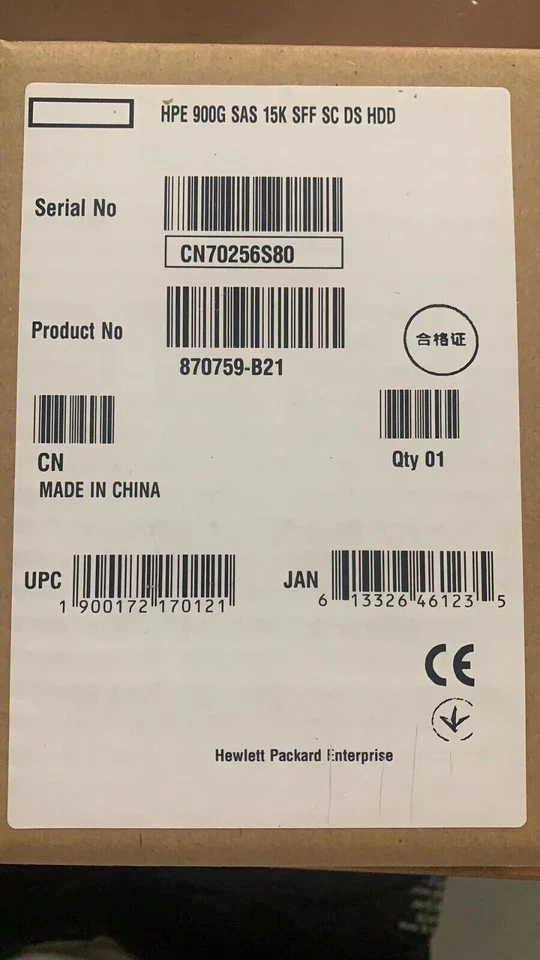 HPE 900G SAS 15K SFF SC DS HDD
Serial No
CN70256S80
Product No
870759-B21
合格证
CN
Qty 01
MADE IN CHINA
UPC
1 900172 170121
JAN
6 13326 46123 5
CE
Hewlett Packard Enterprise